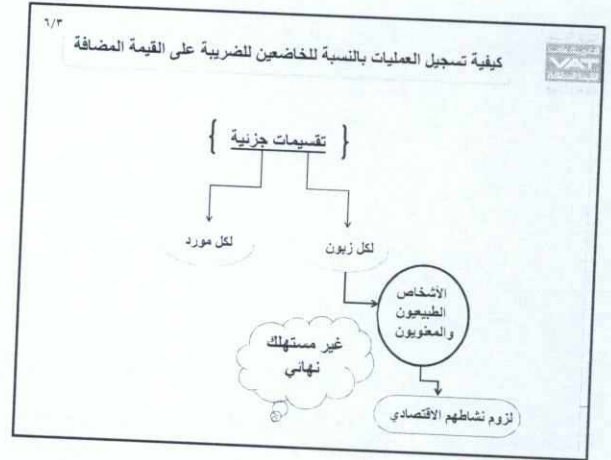 ٦/٣
كيفية تسجيل العمليات بالنسبة للخاضعين للضريبة على القيمة المضافة
VAT
{ تقسيمات جزئية }
لكل زبون
لكل مورد
الأشخاص
الطبيعيون
والمعنويون
غير مستهلك
نهائي
لزوم نشاطهم الاقتصادي